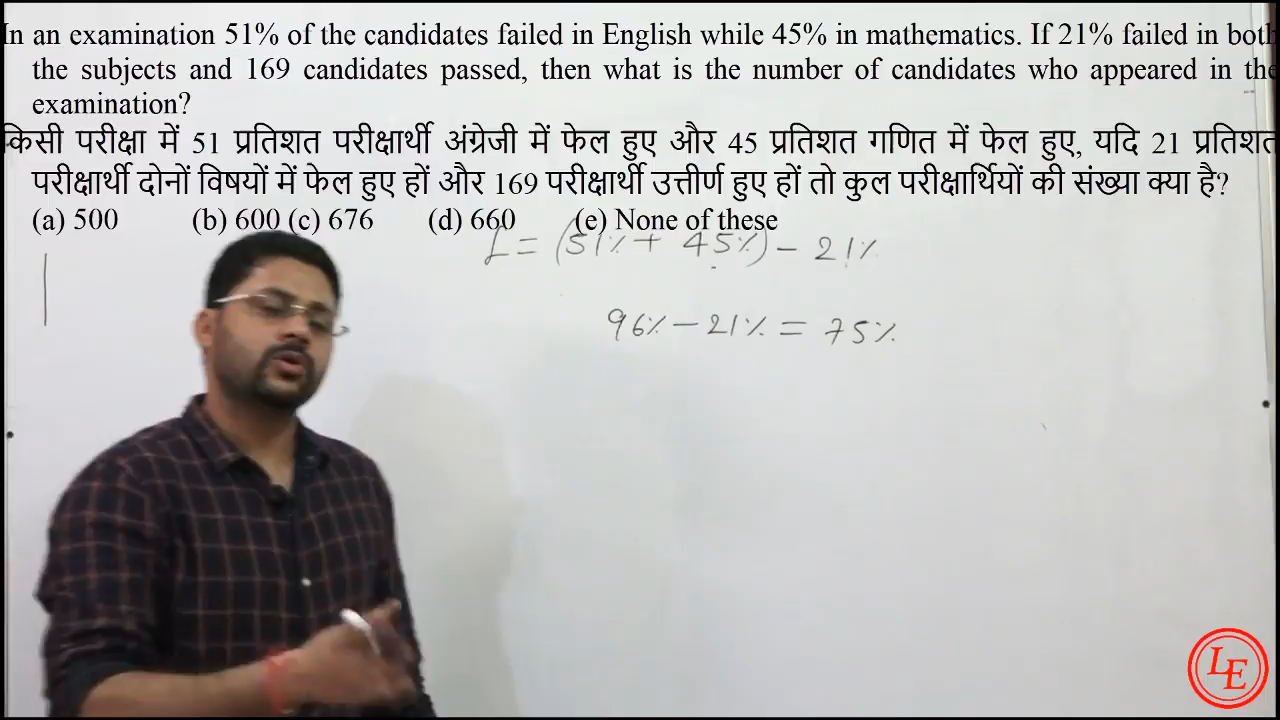 In an examination 51% of the candidates failed in English while 45% in mathematics. If 21% failed in both
the subjects and 169 candidates passed, then what is the number of candidates who appeared in the
examination?
किसी परीक्षा में 51 प्रतिशत परीक्षार्थी अंग्रेजी में फेल हुए और 45 प्रतिशत गणित में फेल हुए, यदि 21 प्रतिशत
परीक्षार्थी दोनों विषयों में फेल हुए हों और 169 परीक्षार्थी उत्तीर्ण हुए हों तो कुल परीक्षार्थियों की संख्या क्या है?
(a) 500 (b) 600 (c) 676 (d) 660 (e) None of these
= (51% + 45%) - 21%
96% - 21% = 75%
LE